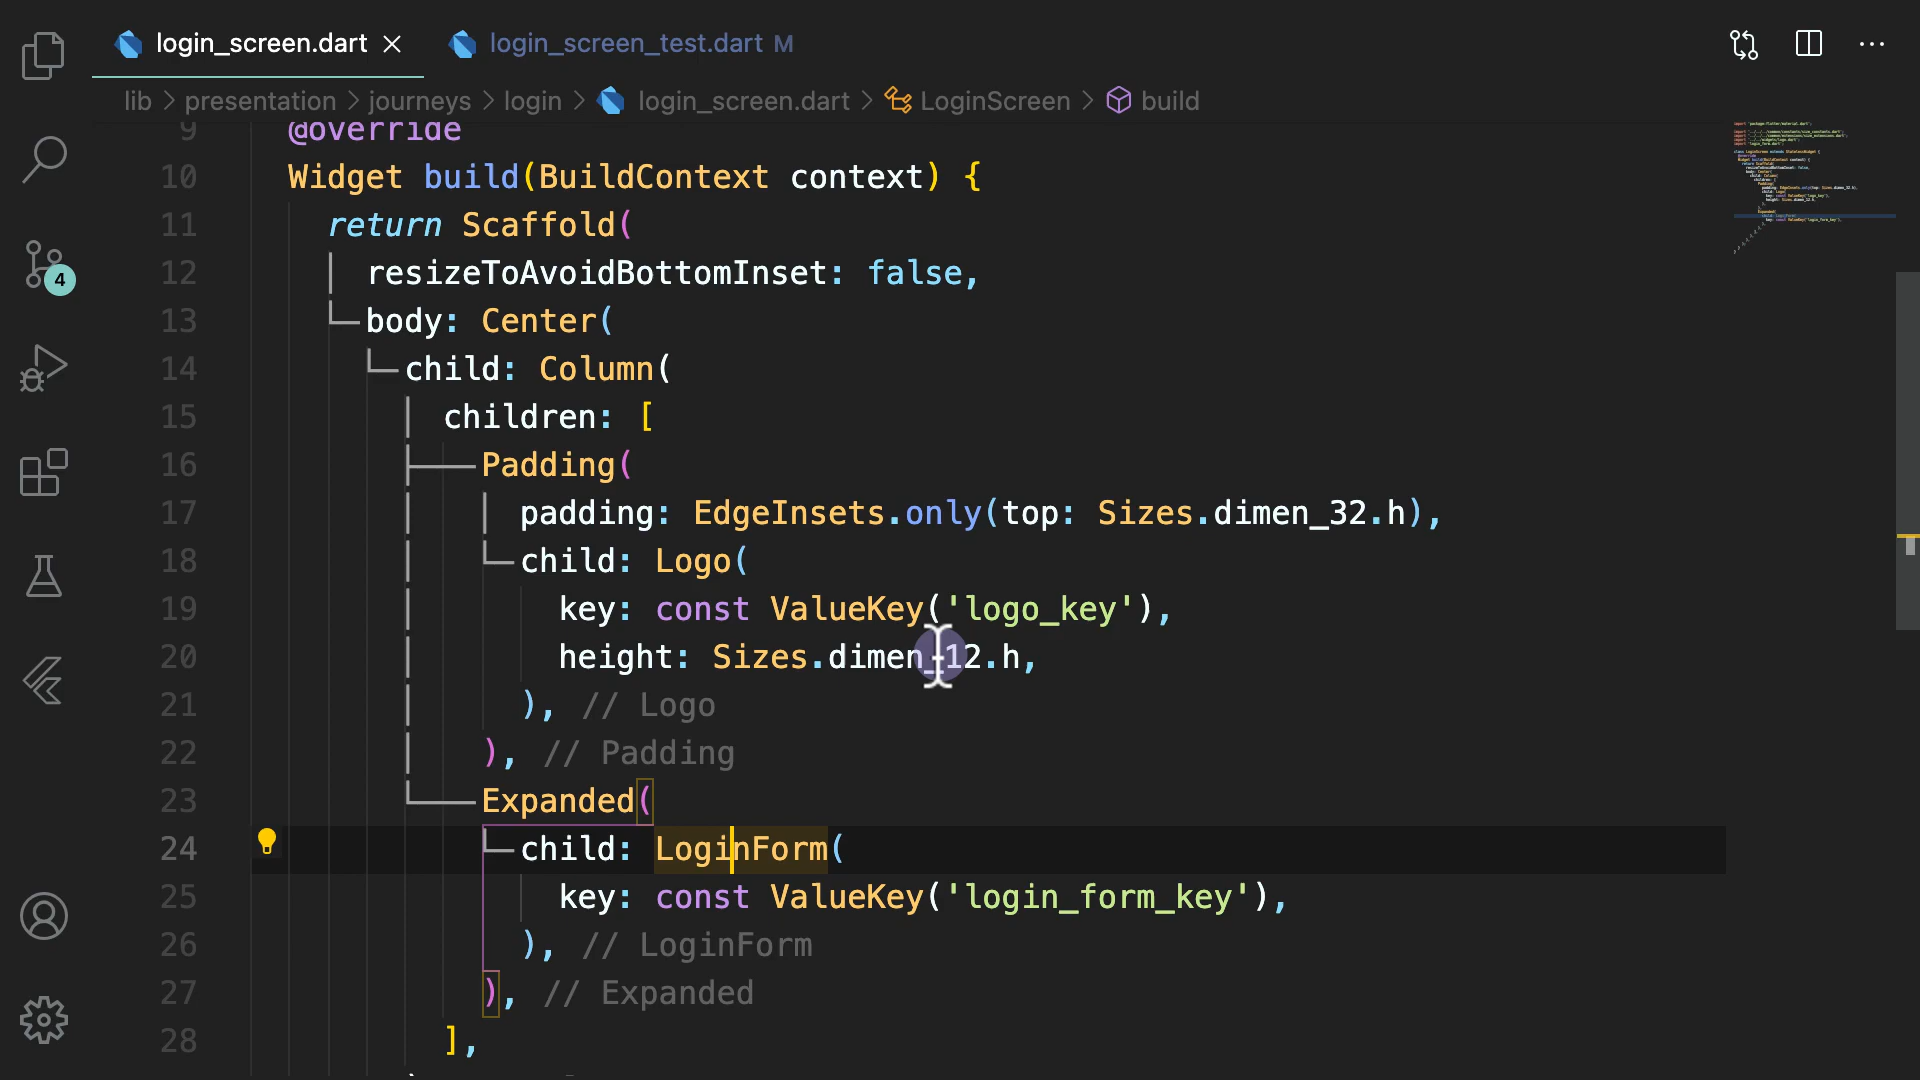 login_screen.dart
login_screen_test.dart M
lib > presentation > journeys > login > login_screen.dart > LoginScreen > build
9 @override
10 Widget build(BuildContext context) {
11 return Scaffold(
12 resizeToAvoidBottomInset: false,
13 body: Center(
14 child: Column(
15 children: [
16 Padding(
17 padding: EdgeInsets.only(top: Sizes.dimen_32.h),
18 child: Logo(
19 key: const ValueKey('logo_key'),
20 height: Sizes.dimen_12.h,
21 ), // Logo
22 ), // Padding
23 Expanded(
24 child: LoginForm(
25 key: const ValueKey('login_form_key'),
26 ), // LoginForm
27 ), // Expanded
28 ],
4